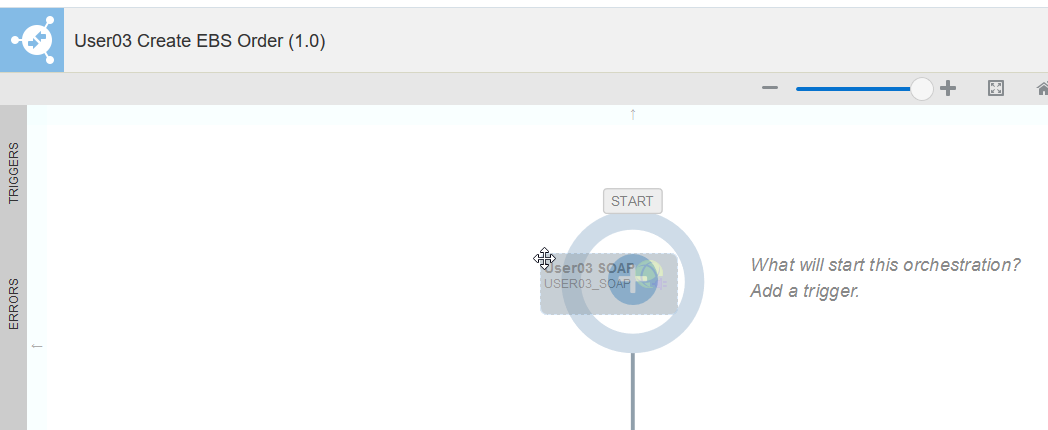 User03 Create EBS Order (1.0)
TRIGGERS
ERRORS
START
User03 SOAP
USER03_SOAP
What will start this orchestration?
Add a trigger.